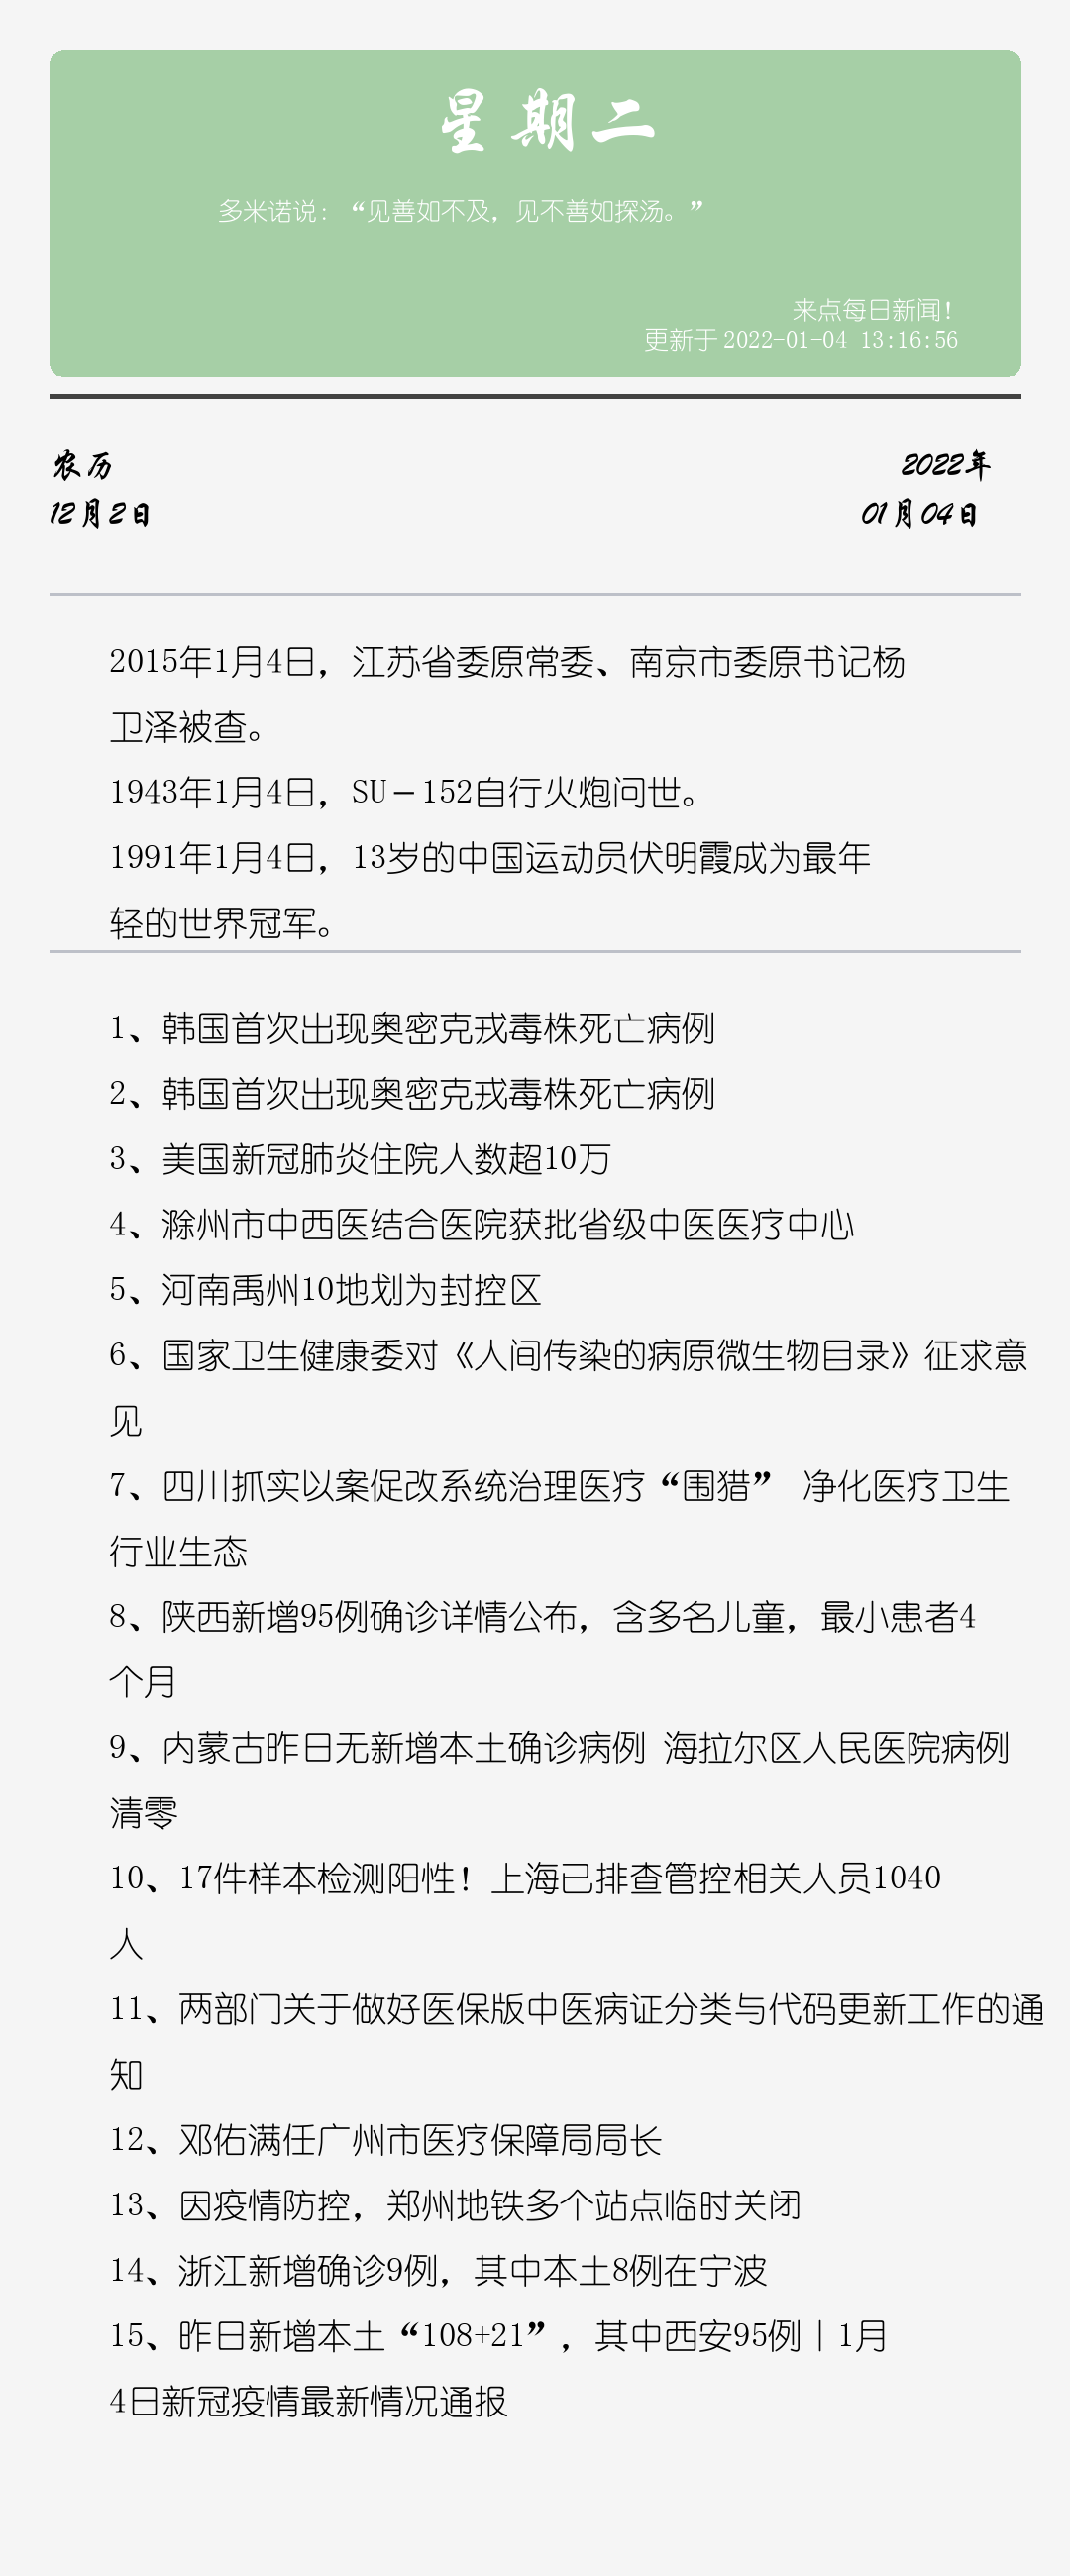 星期二
多米诺说：“见善如不及，见不善如探汤。”
来点每日新闻！
更新于 2022-01-04 13:16:56
农历
2022年
12月2日
01月04日
2015年1月4日，江苏省委原常委、南京市委原书记杨
卫泽被查。
1943年1月4日，SU－152自行火炮问世。
1991年1月4日，13岁的中国运动员伏明霞成为最年
轻的世界冠军。
1、韩国首次出现奥密克戎毒株死亡病例
2、韩国首次出现奥密克戎毒株死亡病例
3、美国新冠肺炎住院人数超10万
4、滁州市中西医结合医院获批省级中医医疗中心
5、河南禹州10地划为封控区
6、国家卫生健康委对《人间传染的病原微生物目录》征求意
见
7、四川抓实以案促改系统治理医疗“围猎” 净化医疗卫生
行业生态
8、陕西新增95例确诊详情公布，含多名儿童，最小患者4
个月
9、内蒙古昨日无新增本土确诊病例 海拉尔区人民医院病例
清零
10、17件样本检测阳性！上海已排查管控相关人员1040
人
11、两部门关于做好医保版中医病证分类与代码更新工作的通
知
12、邓佑满任广州市医疗保障局局长
13、因疫情防控，郑州地铁多个站点临时关闭
14、浙江新增确诊9例，其中本土8例在宁波
15、昨日新增本土“108+21”，其中西安95例丨1月
4日新冠疫情最新情况通报